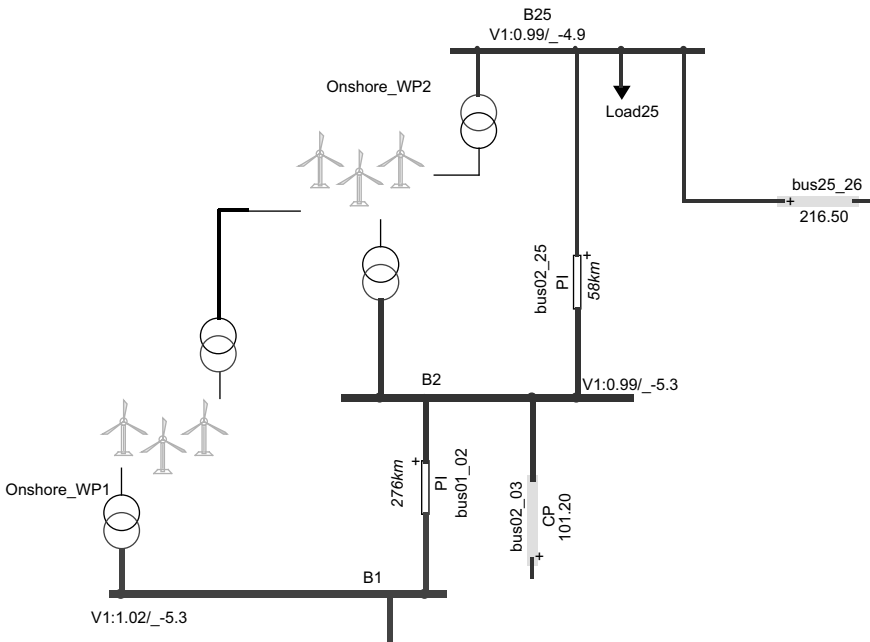 B25
V1:0.99/_-4.9
Onshore_WP2
Load25
bus25_26
+
216.50
bus02_25
PI
58km
+
B2
V1:0.99/_-5.3
+
276km
PI
bus01_02
bus02_03
CP
101.20
+
Onshore_WP1
B1
V1:1.02/_-5.3